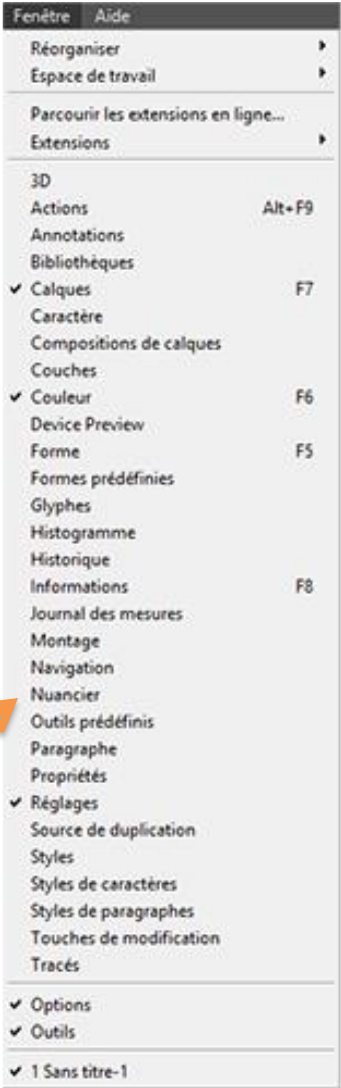 Fenêtre Aide
Réorganiser
Espace de travail
Parcourir les extensions en ligne...
Extensions
3D
Actions Alt+F9
Annotations
Bibliothèques
Calques F7
Caractère
Compositions de calques
Couches
Couleur F6
Device Preview
Forme F5
Formes prédéfinies
Glyphes
Histogramme
Historique
Informations F8
Journal des mesures
Montage
Navigation
Nuancier
Outils prédéfinis
Paragraphe
Propriétés
Réglages
Source de duplication
Styles
Styles de caractères
Styles de paragraphes
Touches de modification
Tracés
Options
Outils
1 Sans titre-1